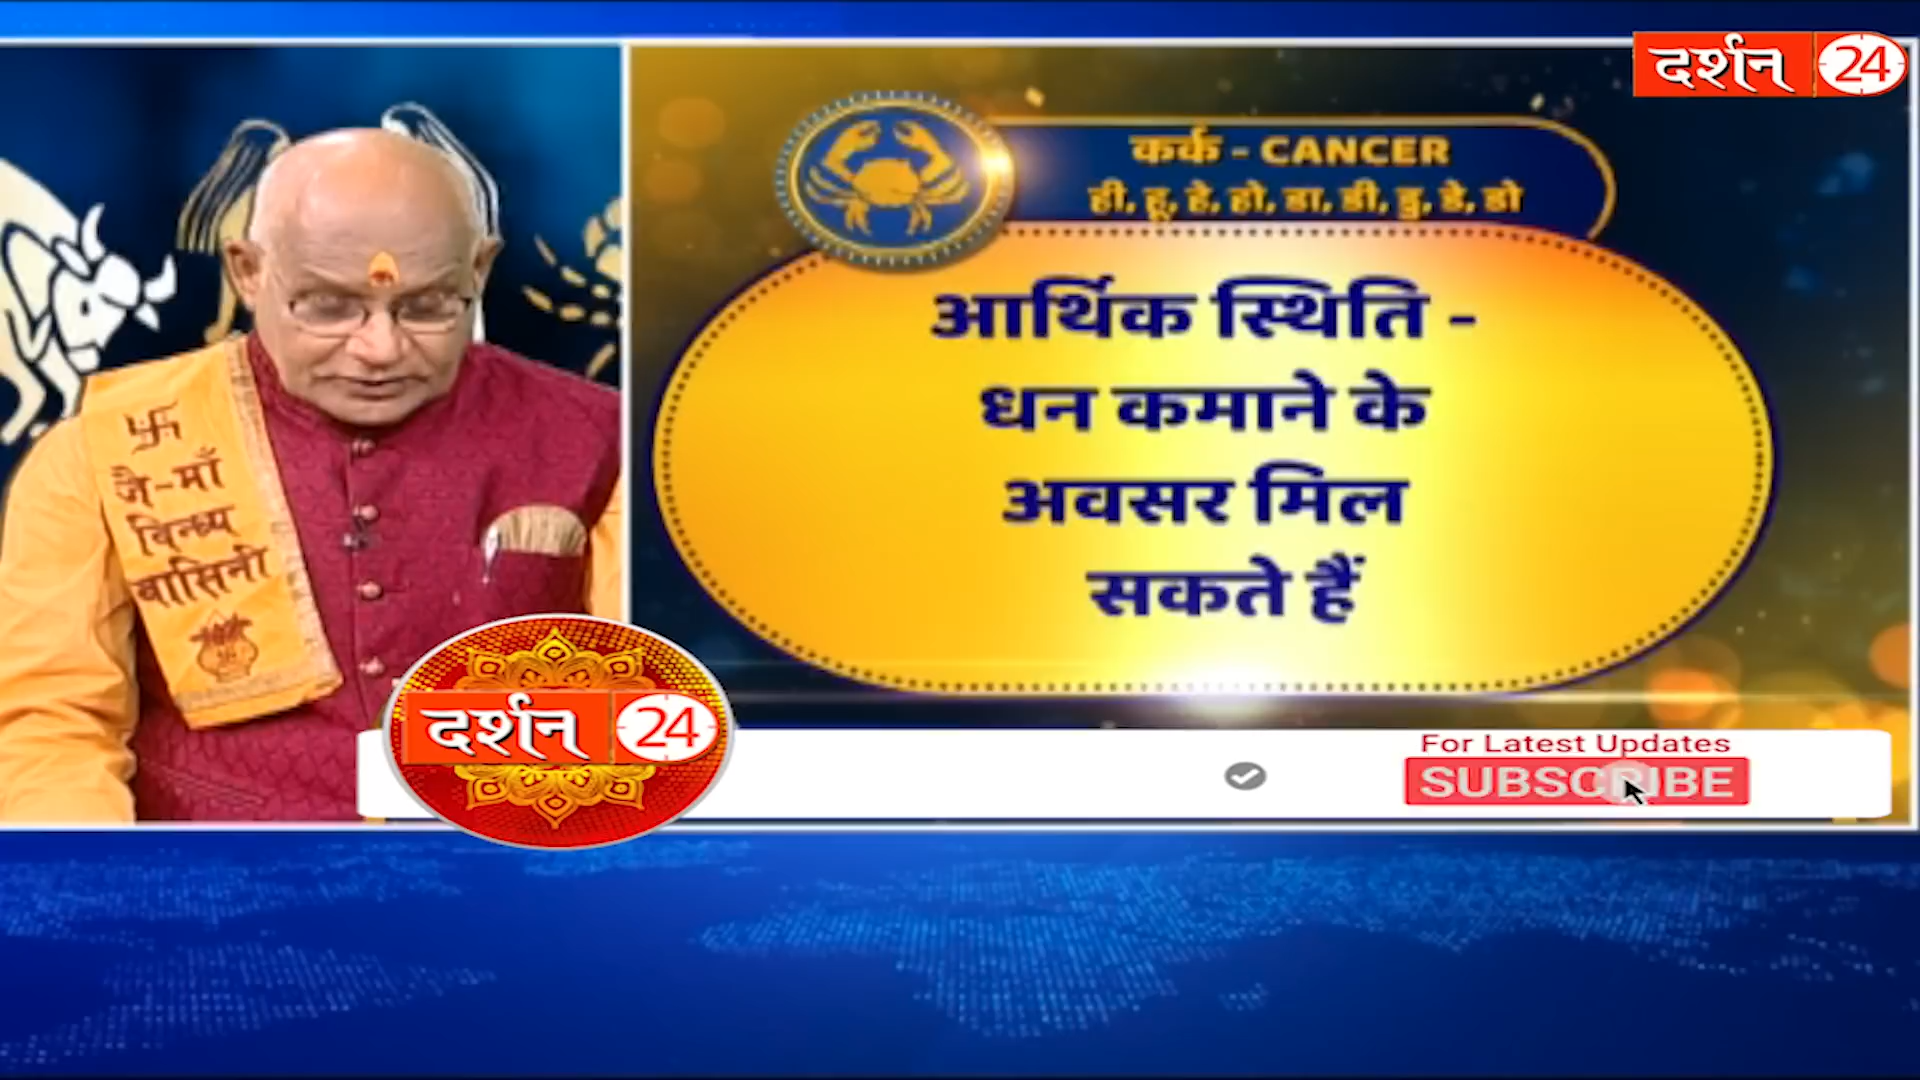 दर्शन 24
कर्क - CANCER
ही, हू, हे, हो, डा, डी, डु, डे, डो
आर्थिक स्थिति -
धन कमाने के
अवसर मिल
सकते हैं
जै-माँ
विन्ध्य
वासिनी
दर्शन 24
For Latest Updates
SUBSCRIBE